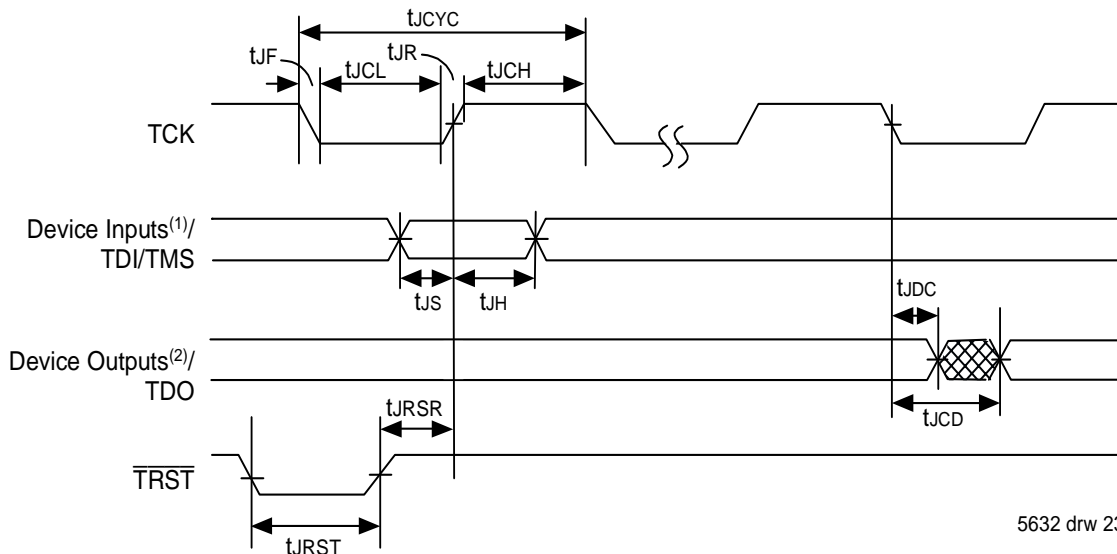 tJCYC
tJF
tJCL
tJR
tJCH
TCK
Device Inputs(1)/
TDI/TMS
tJS
tJH
tJDC
Device Outputs(2)/
TDO
tJCD
tJRSR
TRST
tJRST
5632 drw 23